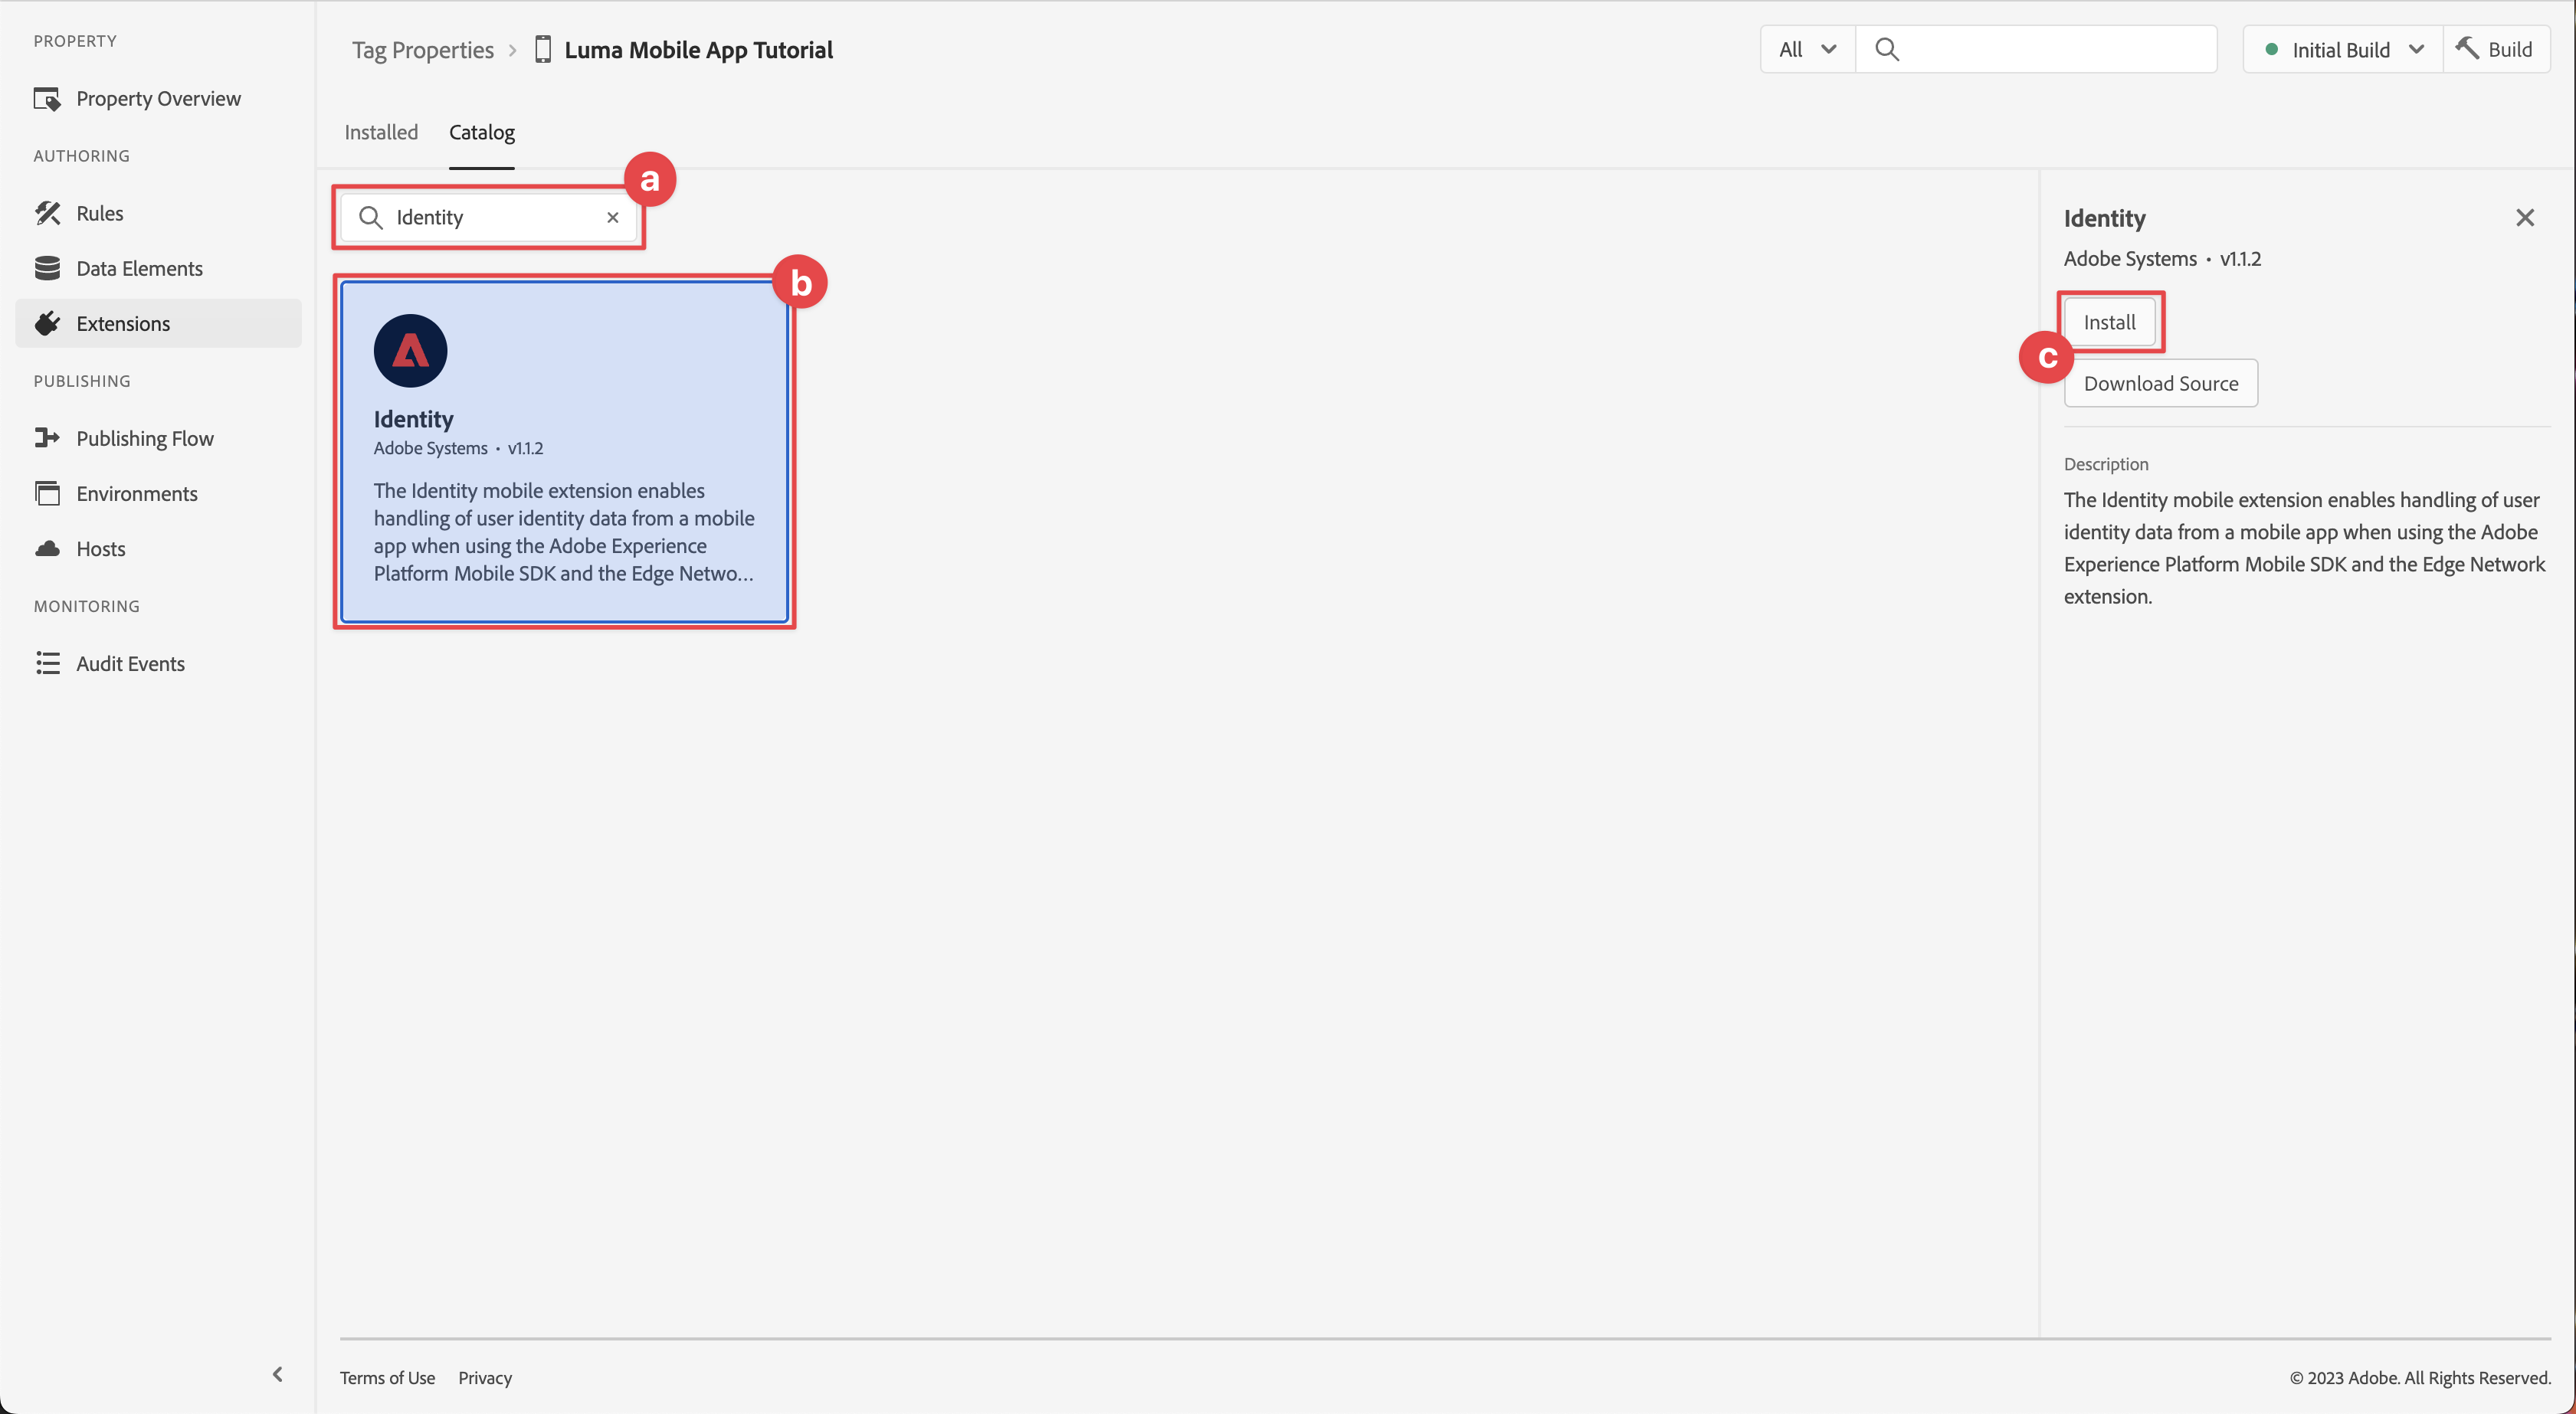 PROPERTY
Property Overview
AUTHORING
Rules
Data Elements
Extensions
PUBLISHING
Publishing Flow
Environments
Hosts
MONITORING
Audit Events
Tag Properties
Luma Mobile App Tutorial
All
Initial Build
Build
Installed
Catalog
a
Identity
b
Identity
Adobe Systems • v1.1.2
The Identity mobile extension enables
handling of user identity data from a mobile
app when using the Adobe Experience
Platform Mobile SDK and the Edge Netwo...
Identity
Adobe Systems • v1.1.2
Install
c
Download Source
Description
The Identity mobile extension enables handling of user
identity data from a mobile app when using the Adobe
Experience Platform Mobile SDK and the Edge Network
extension.
Terms of Use
Privacy
© 2023 Adobe. All Rights Reserved.